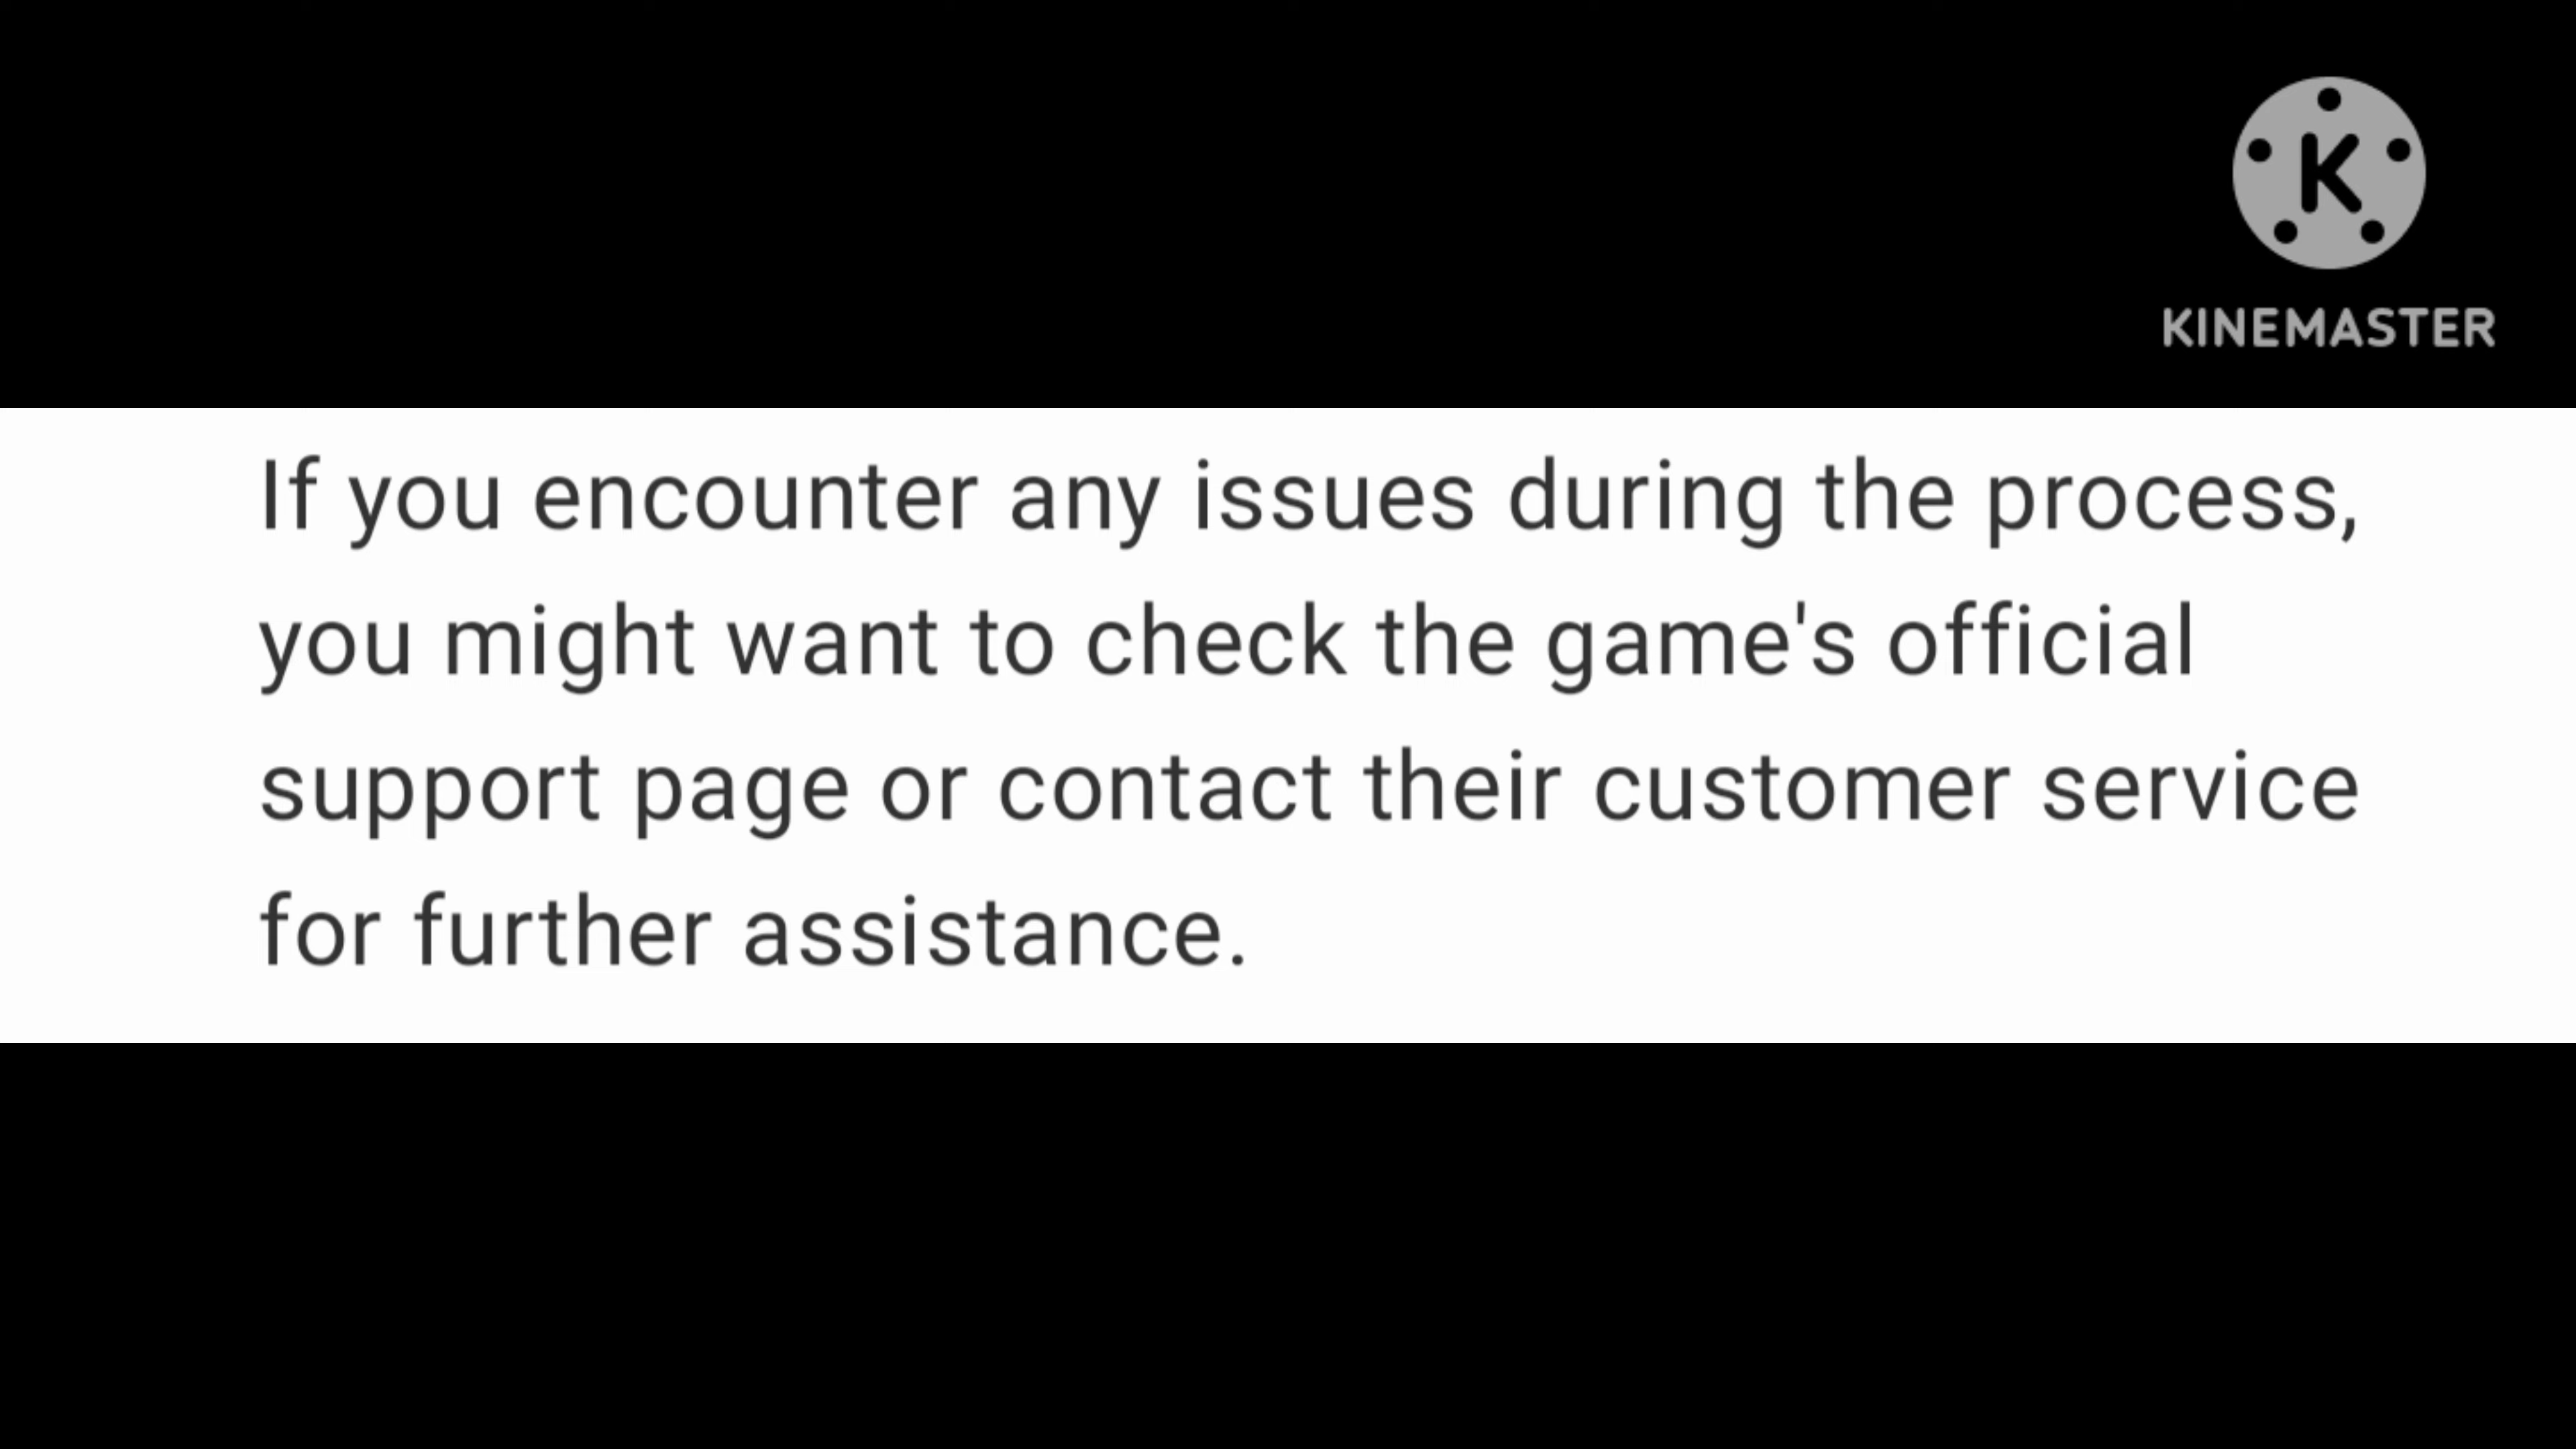 K
KINEMASTER
If you encounter any issues during the process,
you might want to check the game's official
support page or contact their customer service
for further assistance.